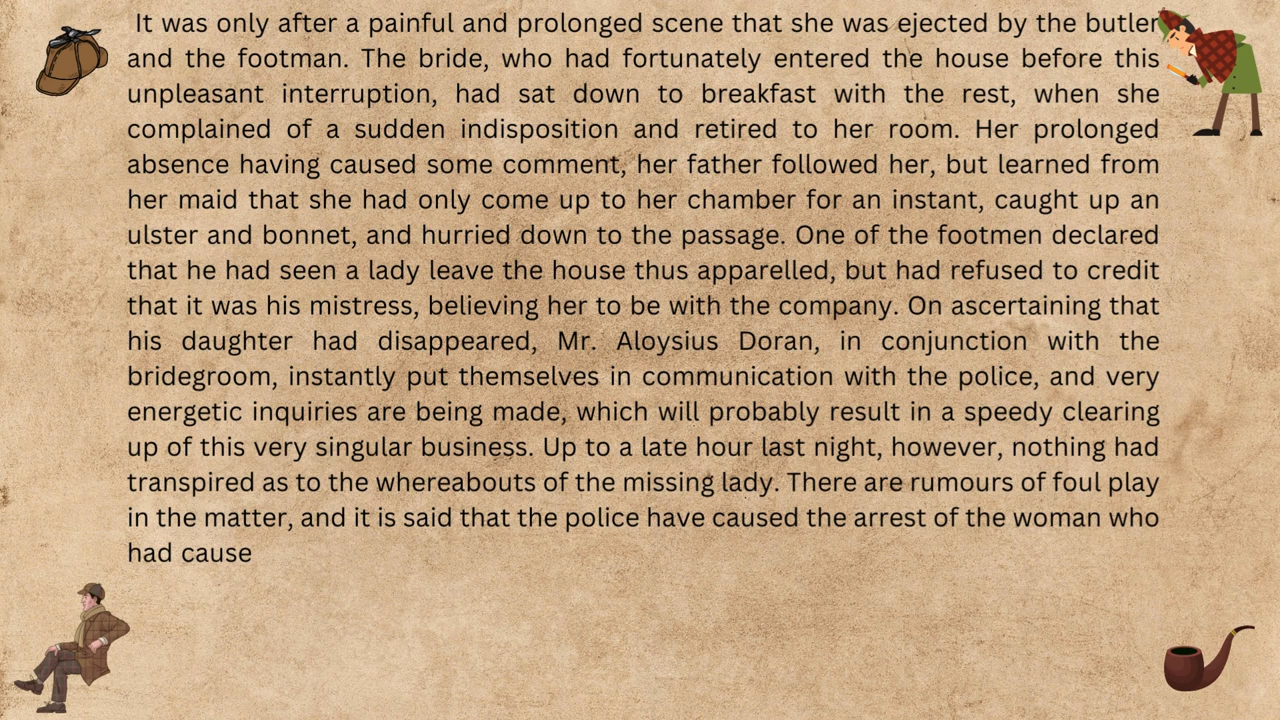 It was only after a painful and prolonged scene that she was ejected by the butler
and the footman. The bride, who had fortunately entered the house before this
unpleasant interruption, had sat down to breakfast with the rest, when she
complained of a sudden indisposition and retired to her room. Her prolonged
absence having caused some comment, her father followed her, but learned from
her maid that she had only come up to her chamber for an instant, caught up an
ulster and bonnet, and hurried down to the passage. One of the footmen declared
that he had seen a lady leave the house thus apparelled, but had refused to credit
that it was his mistress, believing her to be with the company. On ascertaining that
his daughter had disappeared, Mr. Aloysius Doran, in conjunction with the
bridegroom, instantly put themselves in communication with the police, and very
energetic inquiries are being made, which will probably result in a speedy clearing
up of this very singular business. Up to a late hour last night, however, nothing had
transpired as to the whereabouts of the missing lady. There are rumours of foul play
in the matter, and it is said that the police have caused the arrest of the woman who
had cause